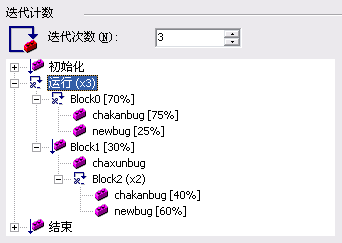 迭代计数
迭代次数(N): 3
初始化
运行 (x3)
Block0 [70%]
chakanbug [75%]
newbug [25%]
Block1 [30%]
chaxunbug
Block2 (x2)
chakanbug [40%]
newbug [60%]
结束